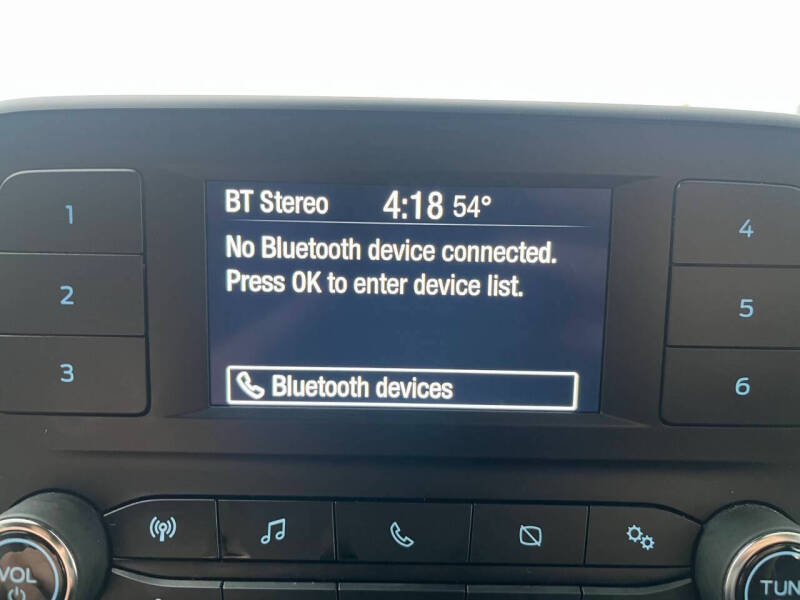 BT Stereo 4:18 54°
No Bluetooth device connected.
Press OK to enter device list.
Bluetooth devices
1
2
3
4
5
6
VOL
TUN